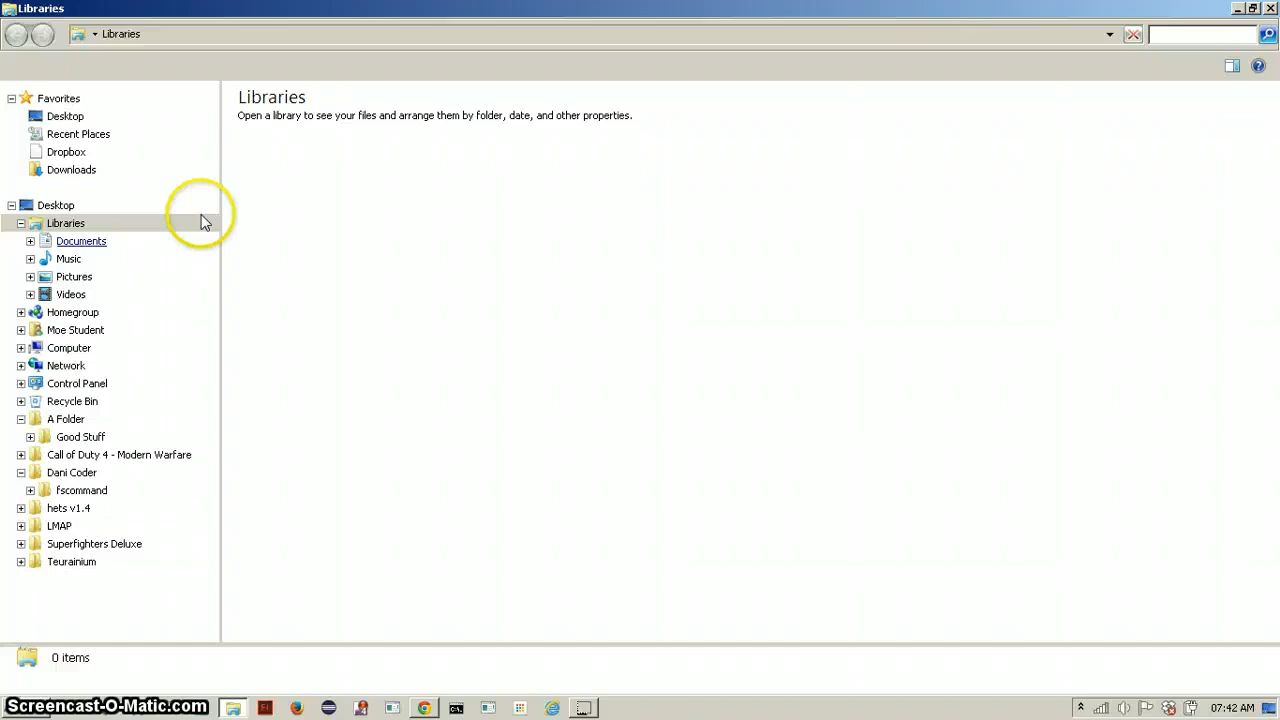 Libraries
Libraries
Favorites
Desktop
Recent Places
Dropbox
Downloads
Desktop
Libraries
Documents
Music
Pictures
Videos
Homegroup
Moe Student
Computer
Network
Control Panel
Recycle Bin
A Folder
Good Stuff
Call of Duty 4 - Modern Warfare
Dani Coder
fscommand
hets v1.4
LMAP
Superfighters Deluxe
Teurainium
Libraries
Open a library to see your files and arrange them by folder, date, and other properties.
0 items
Screencast-O-Matic.com
07:42 AM